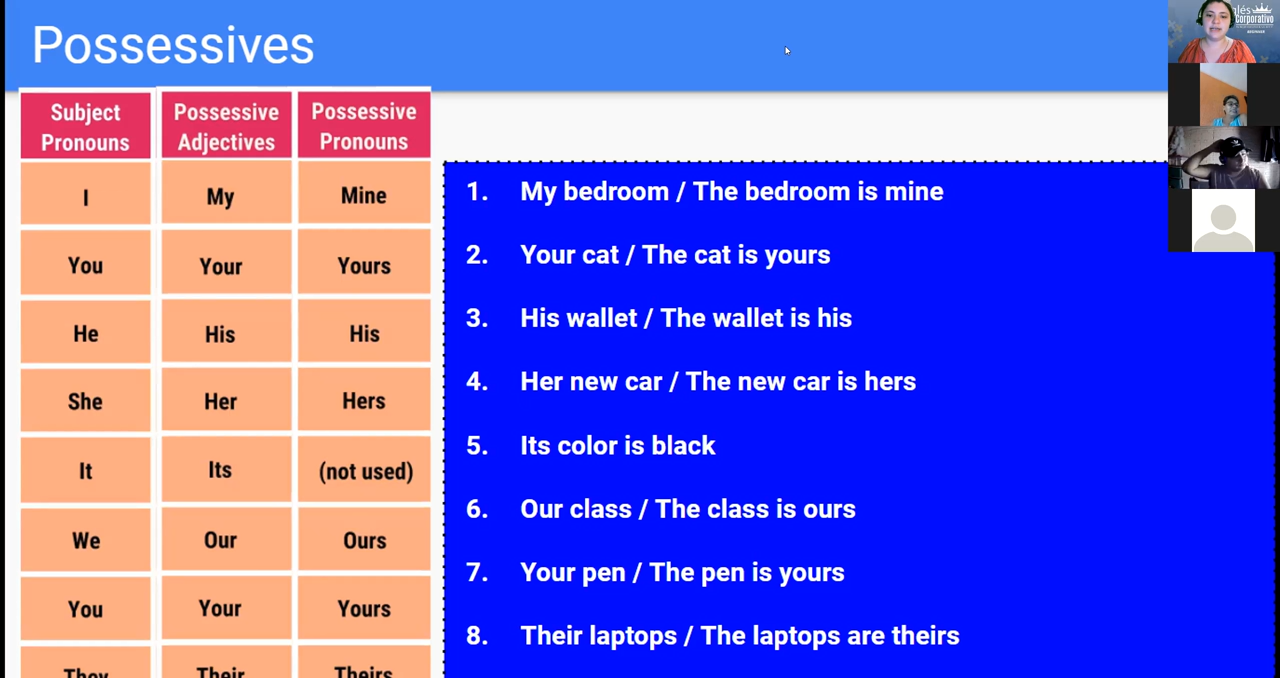 Possessives
Subject Pronouns
Possessive Adjectives
Possessive Pronouns
I My Mine
You Your Yours
He His His
She Her Hers
It Its (not used)
We Our Ours
You Your Yours
They Their Theirs
1. My bedroom / The bedroom is mine
2. Your cat / The cat is yours
3. His wallet / The wallet is his
4. Her new car / The new car is hers
5. Its color is black
6. Our class / The class is ours
7. Your pen / The pen is yours
8. Their laptops / The laptops are theirs
Corporativo